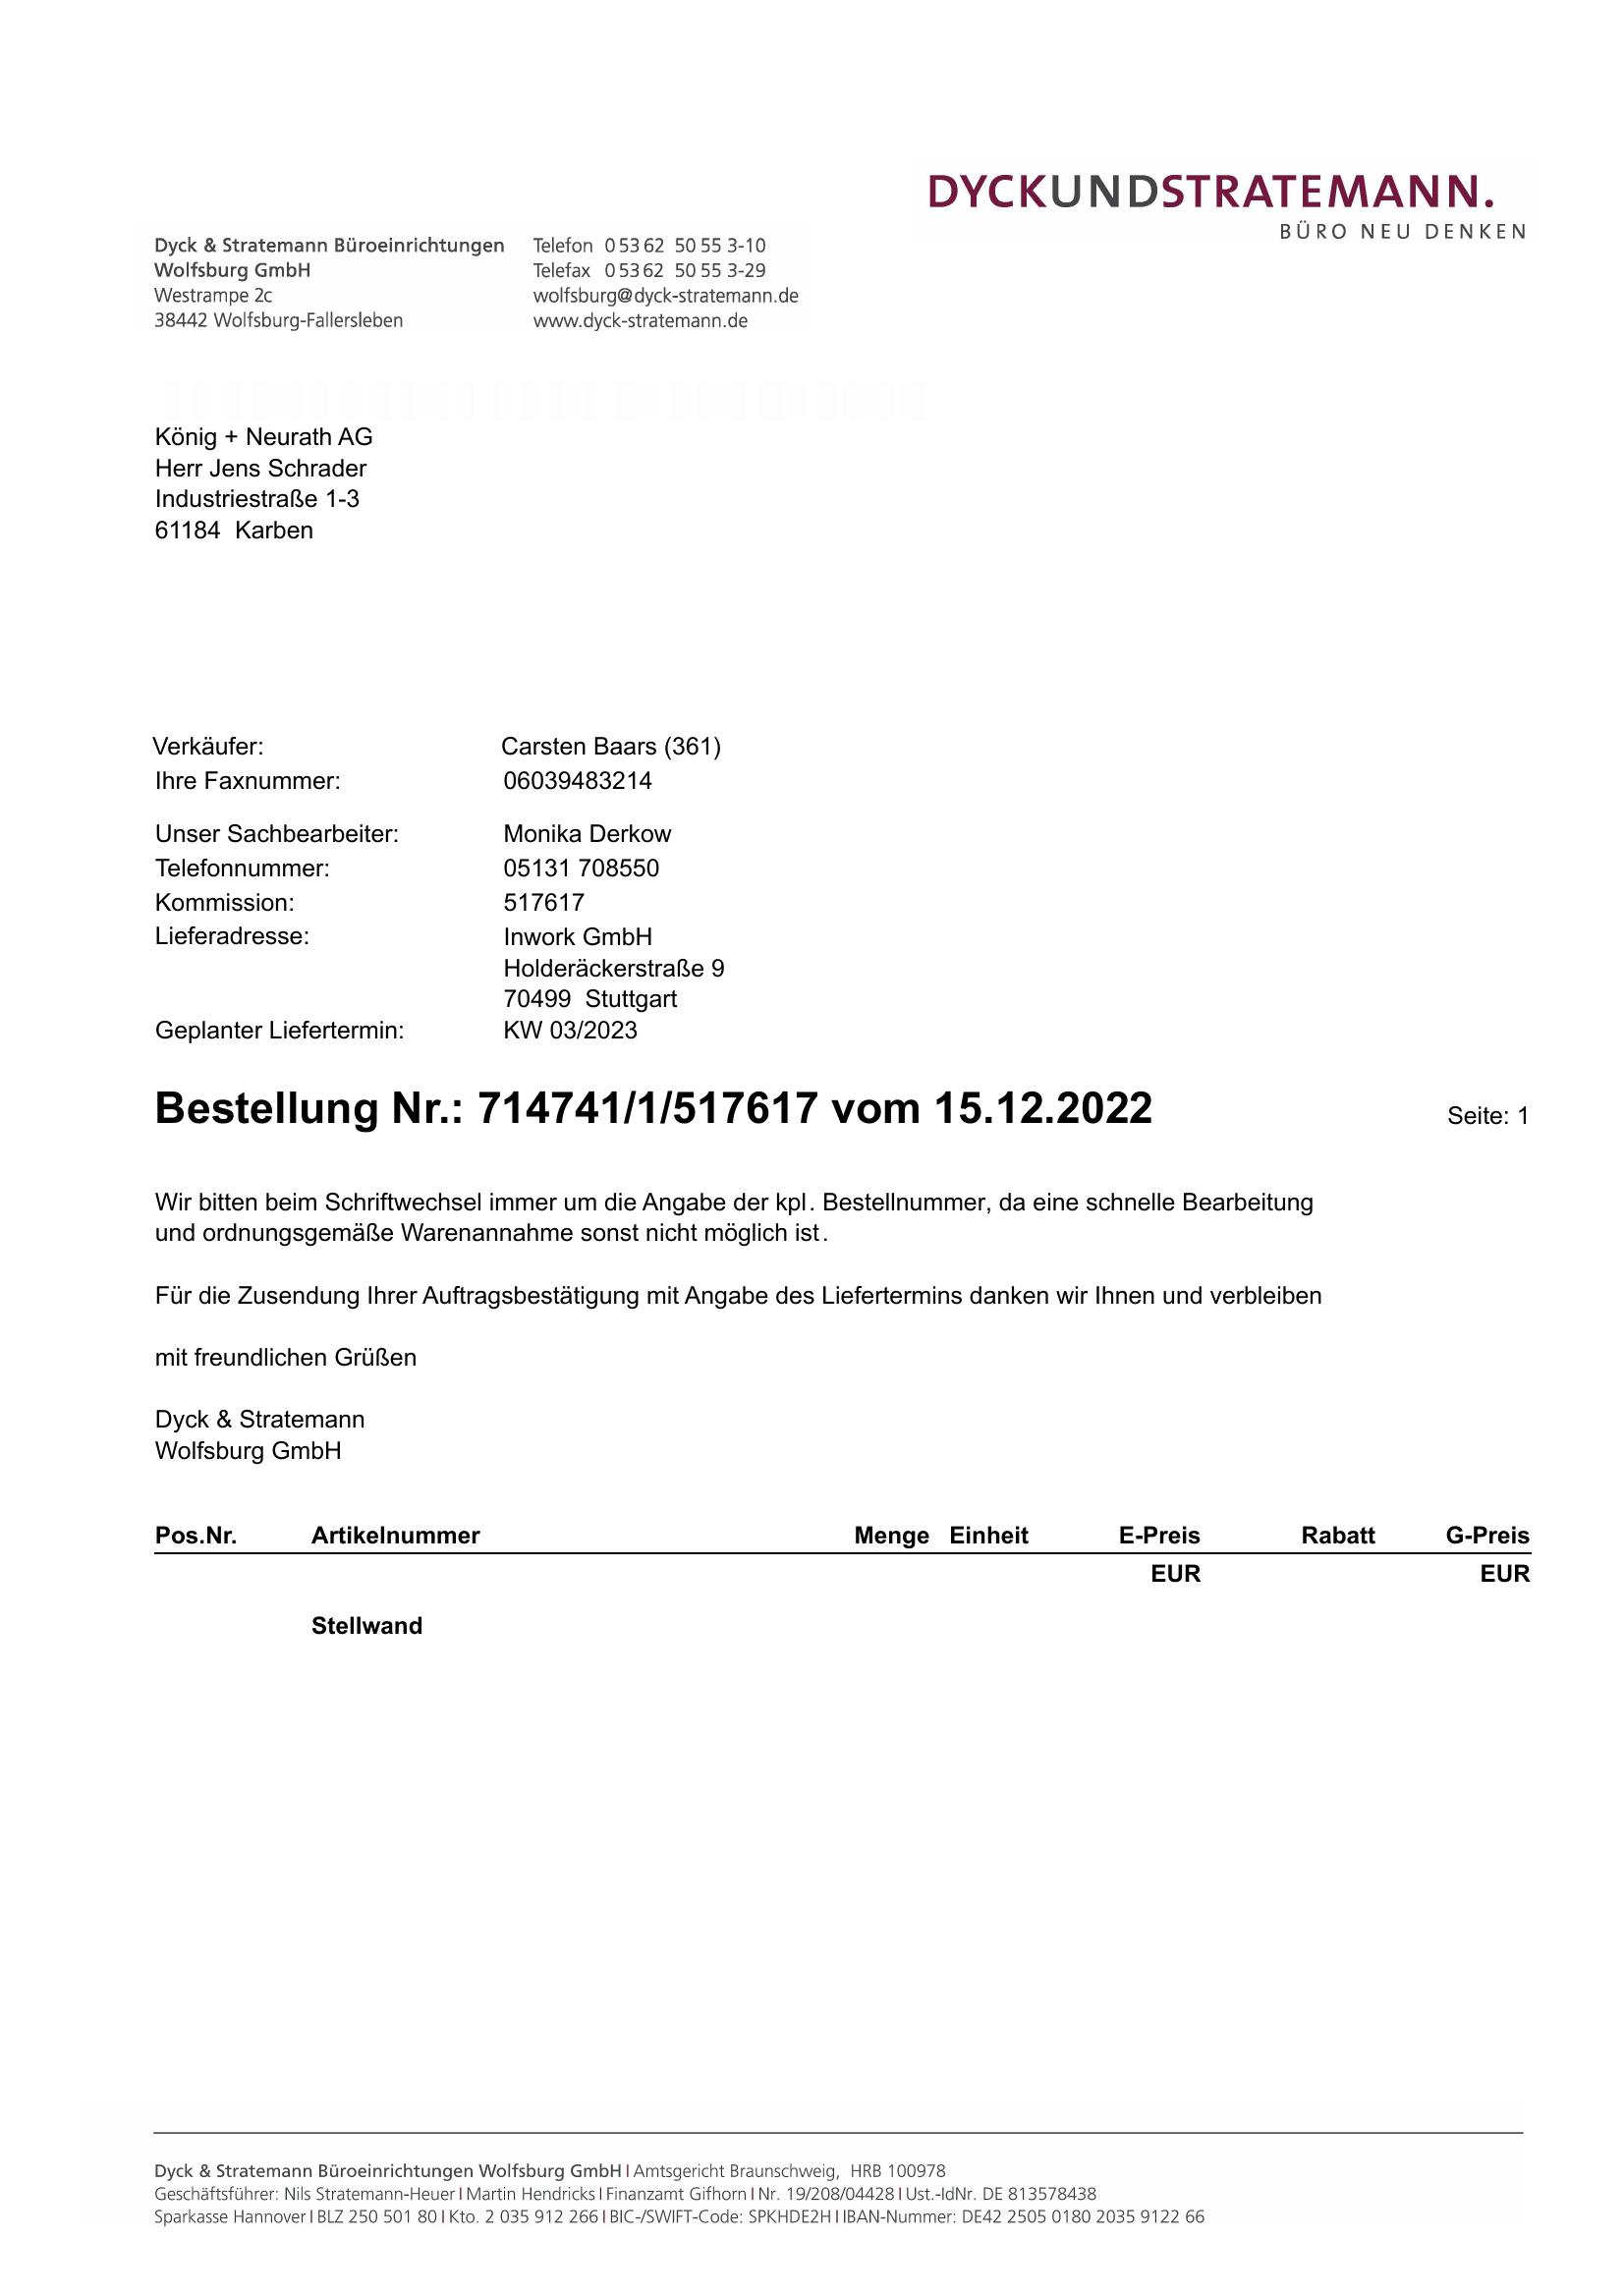 DYCKUNDSTRATEMANN.
BÜRO NEU DENKEN
Dyck & Stratemann Büroeinrichtungen
Wolfsburg GmbH
Westrampe 2c
38442 Wolfsburg-Fallersleben
Telefon 0 53 62 50 55 3-10
Telefax 0 53 62 50 55 3-29
wolfsburg@dyck-stratemann.de
www.dyck-stratemann.de
König + Neurath AG
Herr Jens Schrader
Industriestraße 1-3
61184 Karben
Verkäufer: Carsten Baars (361)
Ihre Faxnummer: 06039483214
Unser Sachbearbeiter: Monika Derkow
Telefonnummer: 05131 708550
Kommission: 517617
Lieferadresse: Inwork GmbH
Holderäckerstraße 9
70499 Stuttgart
Geplanter Liefertermin: KW 03/2023
Bestellung Nr.: 714741/1/517617 vom 15.12.2022 Seite: 1
Wir bitten beim Schriftwechsel immer um die Angabe der kpl. Bestellnummer, da eine schnelle Bearbeitung
und ordnungsgemäße Warenannahme sonst nicht möglich ist.
Für die Zusendung Ihrer Auftragsbestätigung mit Angabe des Liefertermins danken wir Ihnen und verbleiben
mit freundlichen Grüßen
Dyck & Stratemann
Wolfsburg GmbH
Pos.Nr. Artikelnummer Menge Einheit E-Preis Rabatt G-Preis
EUR EUR
Stellwand
Dyck & Stratemann Büroeinrichtungen Wolfsburg GmbH | Amtsgericht Braunschweig, HRB 100978
Geschäftsführer: Nils Stratemann-Heuer | Martin Hendricks | Finanzamt Gifhorn | Nr. 19/208/04428 | Ust.-IdNr. DE 813578438
Sparkasse Hannover | BLZ 250 501 80 | Kto. 2 035 912 266 | BIC-/SWIFT-Code: SPKHDE2H | IBAN-Nummer: DE42 2505 0180 2035 9122 66